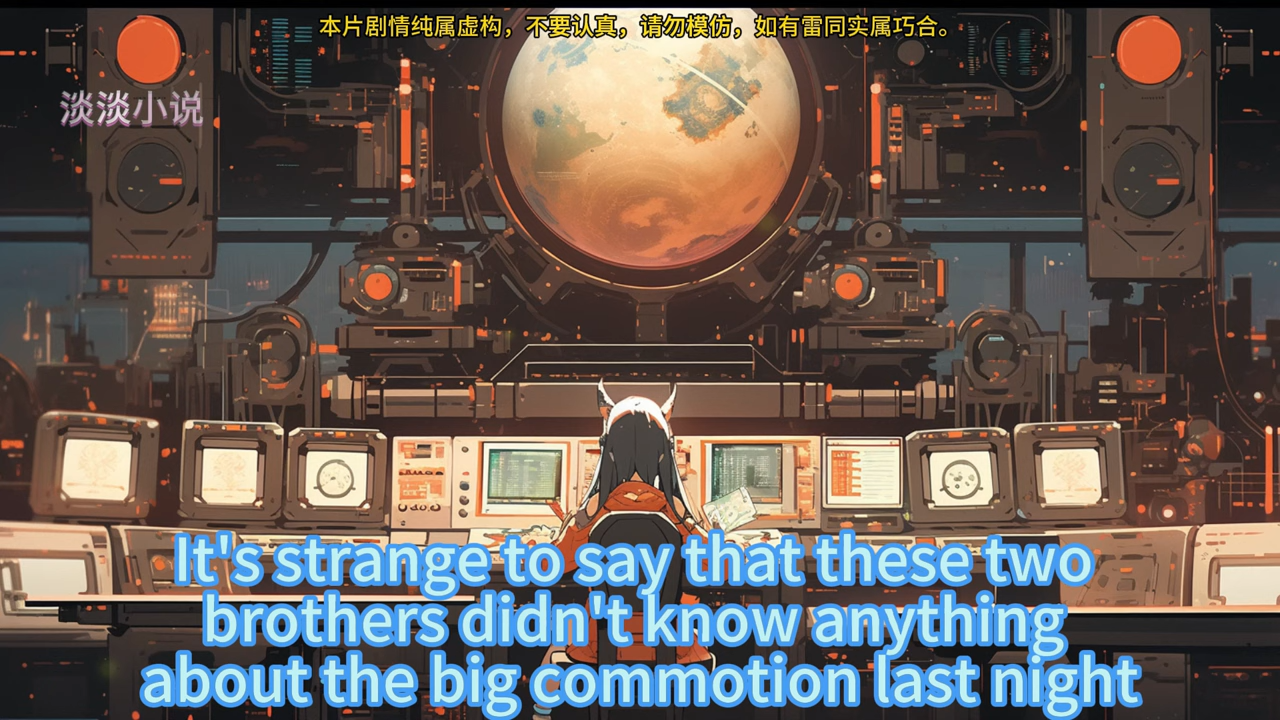 本片剧情纯属虚构，不要认真，请勿模仿，如有雷同实属巧合。
淡淡小说
It's strange to say that these two
brothers didn't know anything
about the big commotion last night